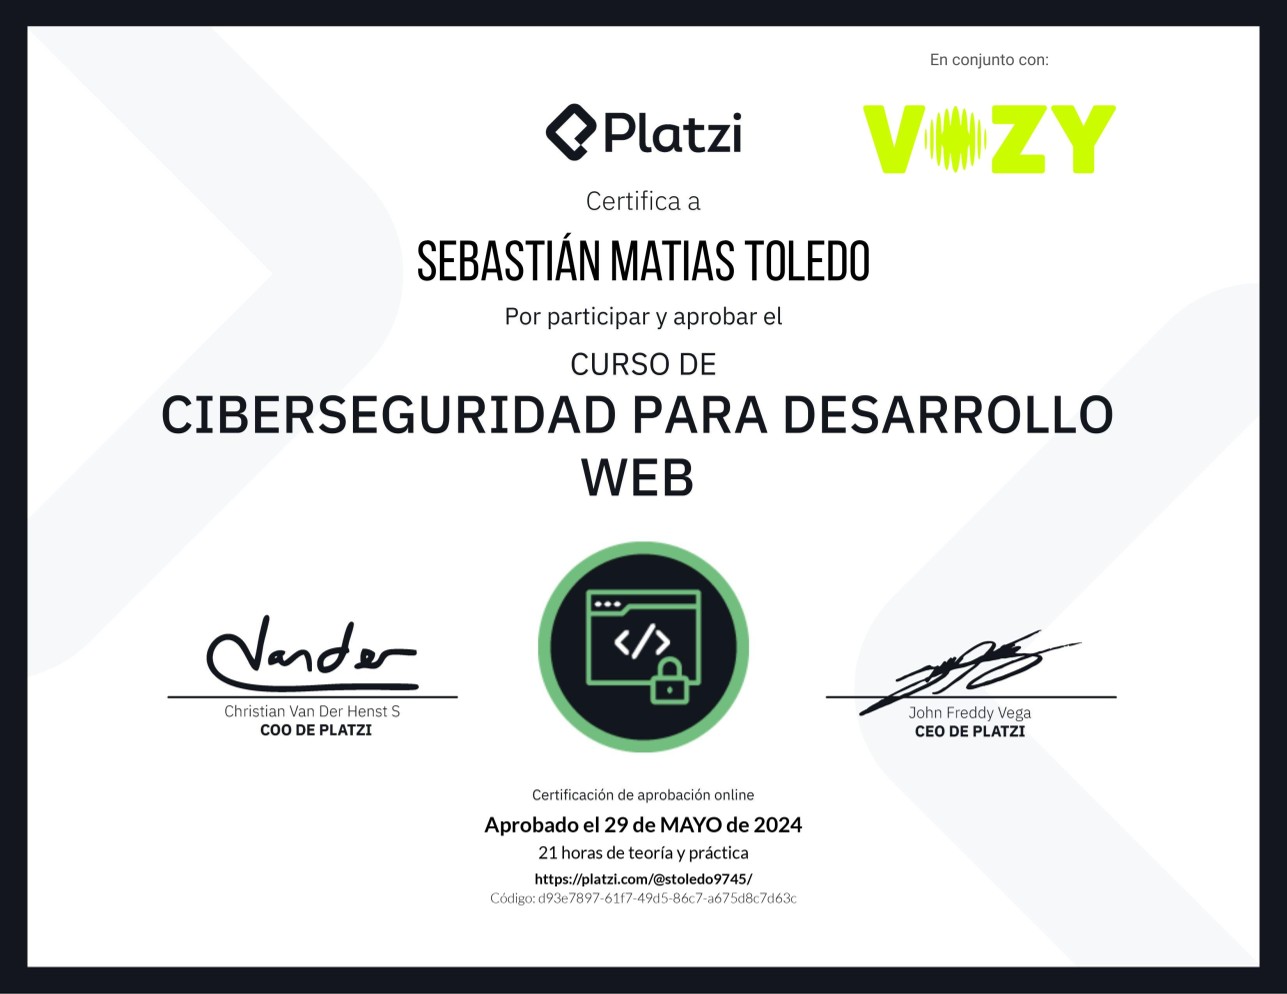 En conjunto con:
Platzi
VOZY
Certifica a
SEBASTIÁN MATIAS TOLEDO
Por participar y aprobar el
CURSO DE
CIBERSEGURIDAD PARA DESARROLLO
WEB
</>
Vander
Christian Van Der Henst S
COO DE PLATZI
John Freddy Vega
CEO DE PLATZI
Certificación de aprobación online
Aprobado el 29 de MAYO de 2024
21 horas de teoría y práctica
https://platzi.com/@stoledo9745/
Código: d93e7897-61f7-49d5-86c7-a675d8c7d63c